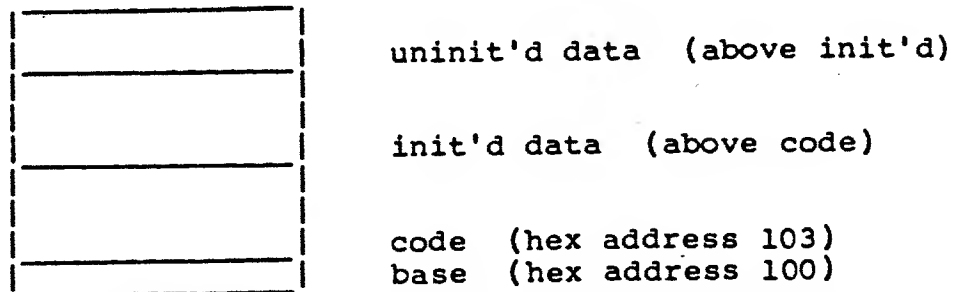 uninit'd data (above init'd)
init'd data (above code)
code (hex address 103)
base (hex address 100)